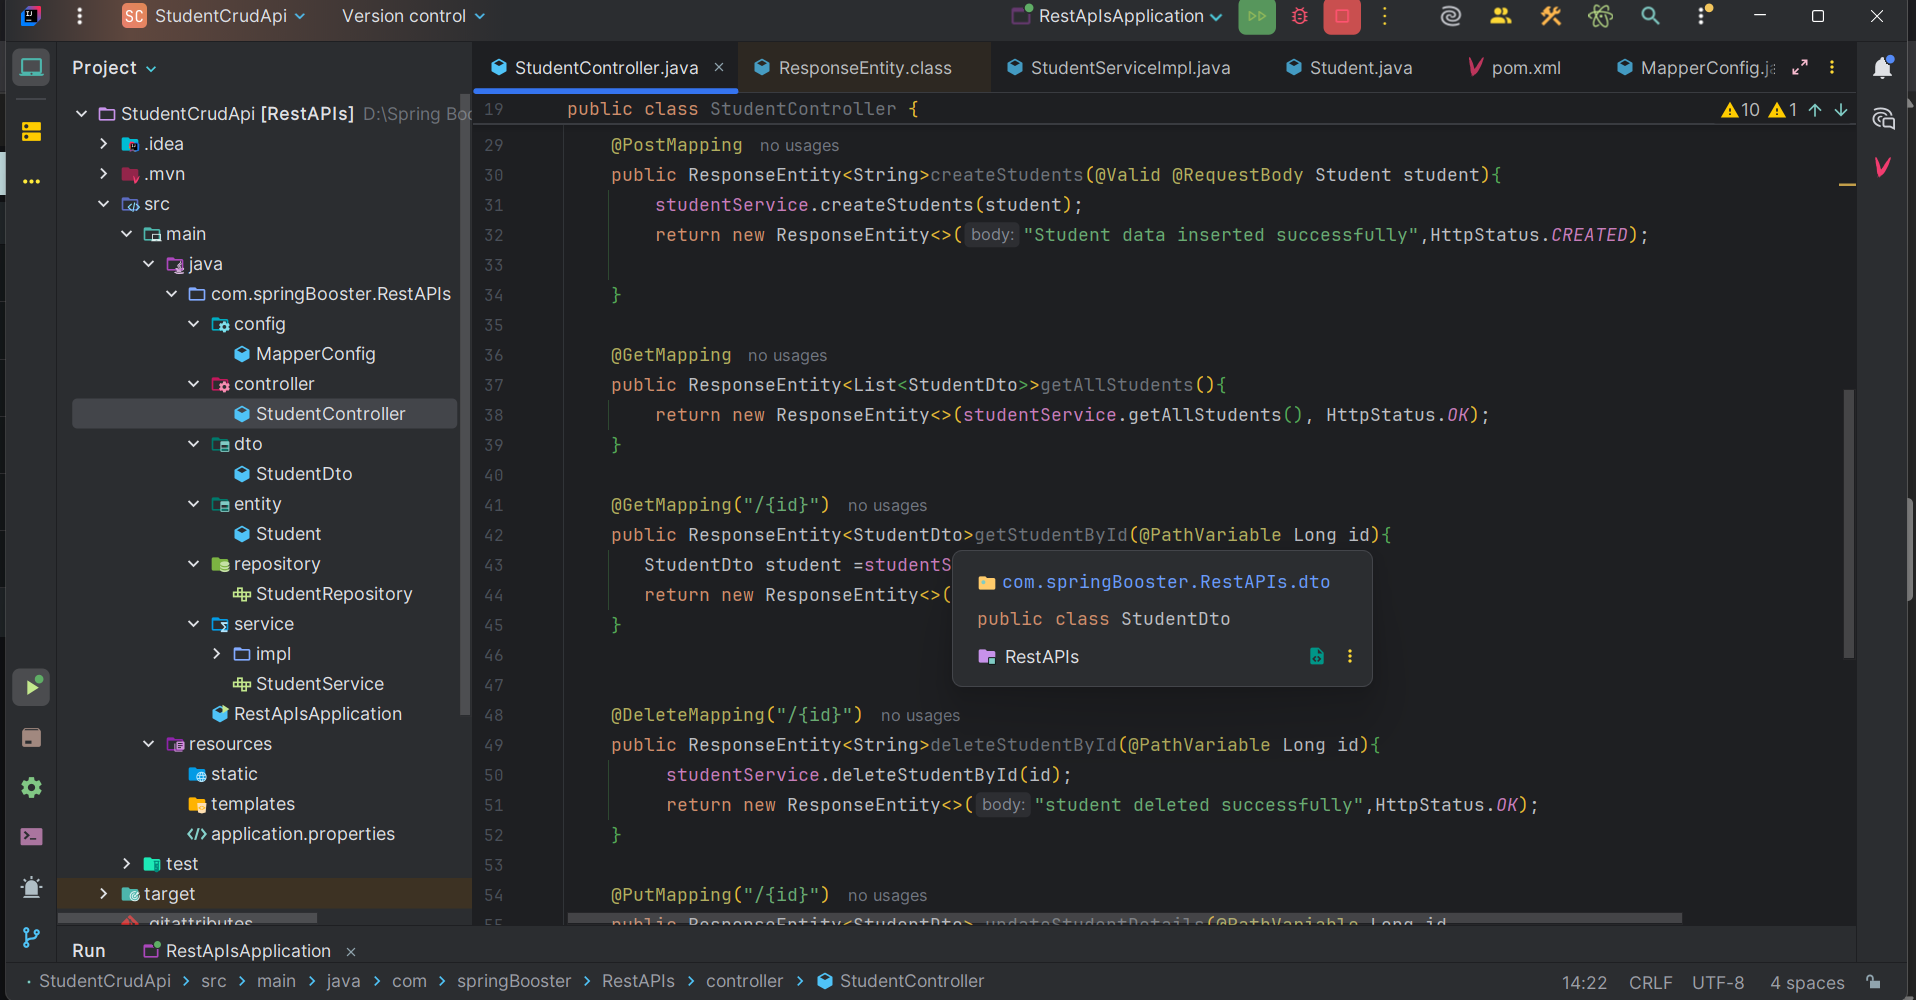 SC StudentCrudApi Version control RestApIsApplication
Project
StudentController.java ResponseEntity.class StudentServiceImpl.java Student.java pom.xml MapperConfig.ja
StudentCrudApi [RestAPIs] D:\Spring Boo
.idea
.mvn
src
main
java
com.springBooster.RestAPIs
config
MapperConfig
controller
StudentController
dto
StudentDto
entity
Student
repository
StudentRepository
service
impl
StudentService
RestApIsApplication
resources
static
templates
application.properties
test
target
.gitattributes
19 public class StudentController { 10 1
29 @PostMapping no usages
30 public ResponseEntity<String>createStudents(@Valid @RequestBody Student student){
31 studentService.createStudents(student);
32 return new ResponseEntity<>( body: "Student data inserted successfully",HttpStatus.CREATED);
33
34 }
35
36 @GetMapping no usages
37 public ResponseEntity<List<StudentDto>>getAllStudents(){
38 return new ResponseEntity<>(studentService.getAllStudents(), HttpStatus.OK);
39 }
40
41 @GetMapping("/{id}") no usages
42 public ResponseEntity<StudentDto>getStudentById(@PathVariable Long id){
43 StudentDto student =studentS
44 return new ResponseEntity<>(
45 }
46
47
48 @DeleteMapping("/{id}") no usages
49 public ResponseEntity<String>deleteStudentById(@PathVariable Long id){
50 studentService.deleteStudentById(id);
51 return new ResponseEntity<>( body: "student deleted successfully",HttpStatus.OK);
52 }
53
54 @PutMapping("/{id}") no usages
55 public ResponseEntity<StudentDto> updateStudentDetails(@PathVariable Long id
com.springBooster.RestAPIs.dto
public class StudentDto
RestAPIs
Run RestApIsApplication
StudentCrudApi > src > main > java > com > springBooster > RestAPIs > controller > StudentController 14:22 CRLF UTF-8 4 spaces